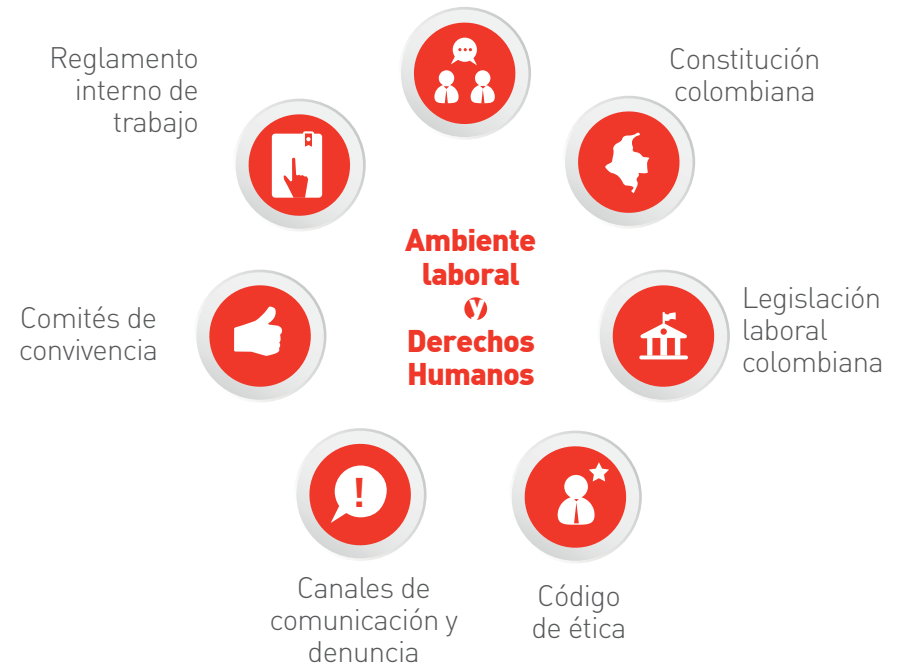 Reglamento
interno de
trabajo
Constitución
colombiana
Ambiente
laboral
y
Derechos
Humanos
Comités de
convivencia
Legislación
laboral
colombiana
Canales de
comunicación y
denuncia
Código
de ética